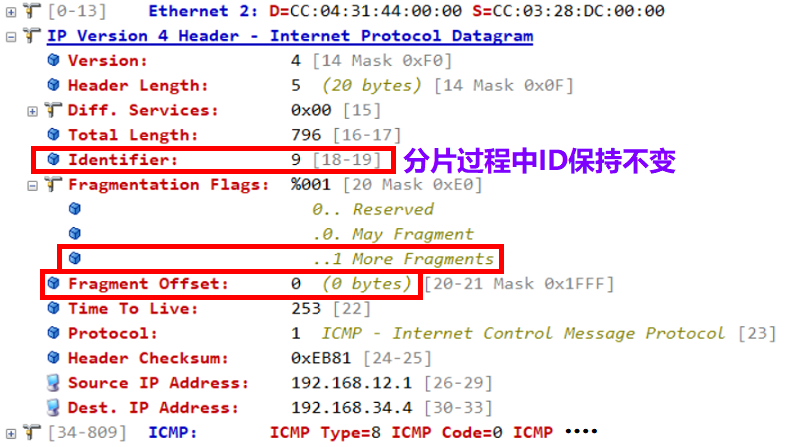 [0-13] Ethernet 2: D=CC:04:31:44:00:00 S=CC:03:28:DC:00:00
IP Version 4 Header - Internet Protocol Datagram
Version: 4 [14 Mask 0xF0]
Header Length: 5 (20 bytes) [14 Mask 0x0F]
Diff. Services: 0x00 [15]
Total Length: 796 [16-17]
Identifier: 9 [18-19] 分片过程中ID保持不变
Fragmentation Flags: %001 [20 Mask 0xE0]
0.. Reserved
.0. May Fragment
..1 More Fragments
Fragment Offset: 0 (0 bytes) [20-21 Mask 0x1FFF]
Time To Live: 253 [22]
Protocol: 1 ICMP - Internet Control Message Protocol [23]
Header Checksum: 0xEB81 [24-25]
Source IP Address: 192.168.12.1 [26-29]
Dest. IP Address: 192.168.34.4 [30-33]
[34-809] ICMP: ICMP Type=8 ICMP Code=0 ICMP ····